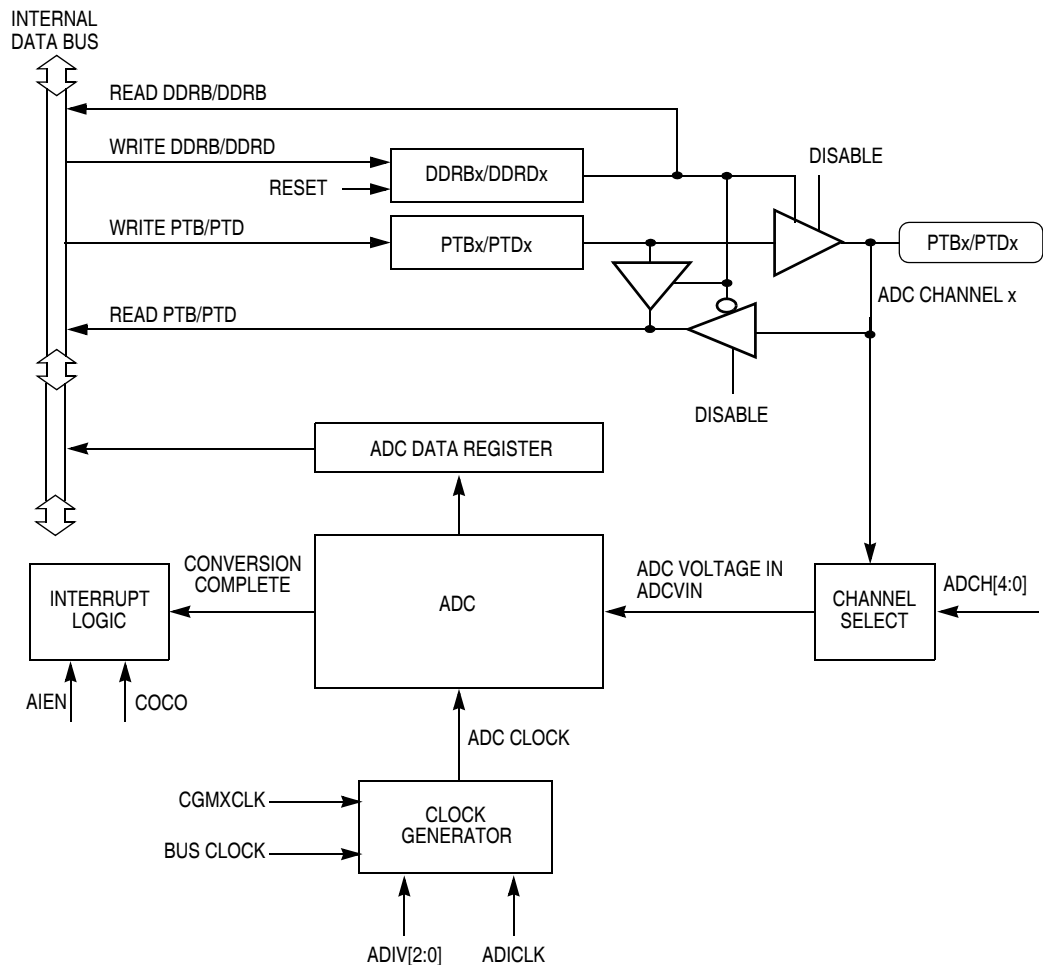 INTERNAL
DATA BUS
READ DDRB/DDRB
WRITE DDRB/DDRD
RESET
DDRBx/DDRDx
DISABLE
WRITE PTB/PTD
PTBx/PTDx
PTBx/PTDx
ADC CHANNEL x
READ PTB/PTD
DISABLE
ADC DATA REGISTER
INTERRUPT
LOGIC
CONVERSION
COMPLETE
ADC
ADC VOLTAGE IN
ADCVIN
CHANNEL
SELECT
ADCH[4:0]
AIEN
COCO
ADC CLOCK
CGMXCLK
BUS CLOCK
CLOCK
GENERATOR
ADIV[2:0]
ADICLK